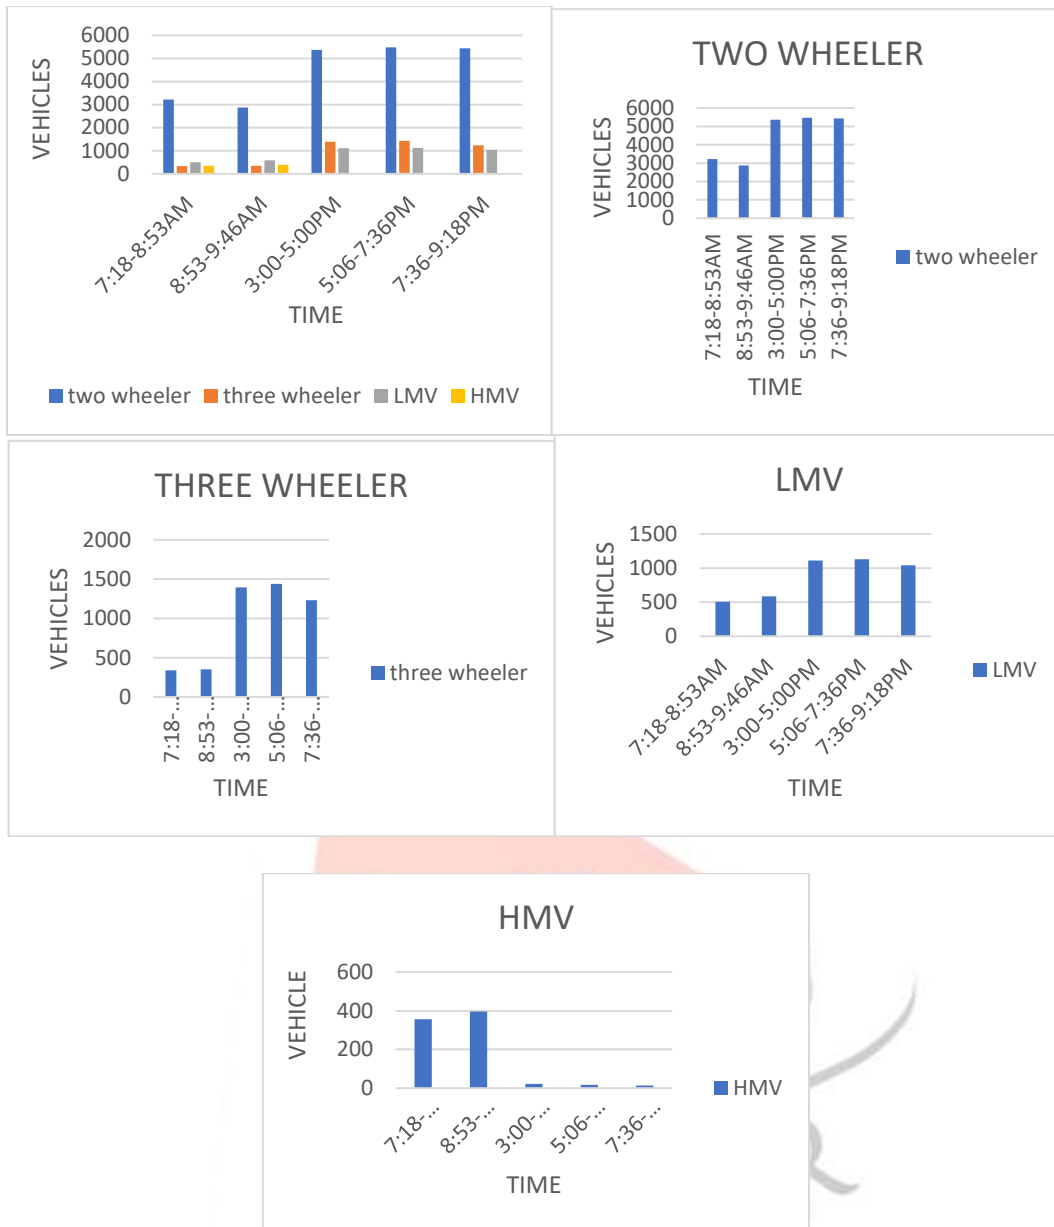 6000
5000
4000
3000
2000
1000
0
VEHICLES
7:18-8:53AM
8:53-9:46AM
3:00-5:00PM
5:06-7:36PM
7:36-9:18PM
TIME
two wheeler three wheeler LMV HMV
TWO WHEELER
6000
5000
4000
3000
2000
1000
0
VEHICLES
7:18-8:53AM
8:53-9:46AM
3:00-5:00PM
5:06-7:36PM
7:36-9:18PM
TIME
two wheeler
THREE WHEELER
2000
1500
1000
500
0
VEHICLES
7:18-...
8:53-...
3:00-...
5:06-...
7:36-...
TIME
three wheeler
LMV
1500
1000
500
0
VEHICLES
7:18-8:53AM
8:53-9:46AM
3:00-5:00PM
5:06-7:36PM
7:36-9:18PM
TIME
LMV
HMV
600
400
200
0
VEHICLE
7:18-...
8:53-...
3:00-...
5:06-...
7:36-...
TIME
HMV